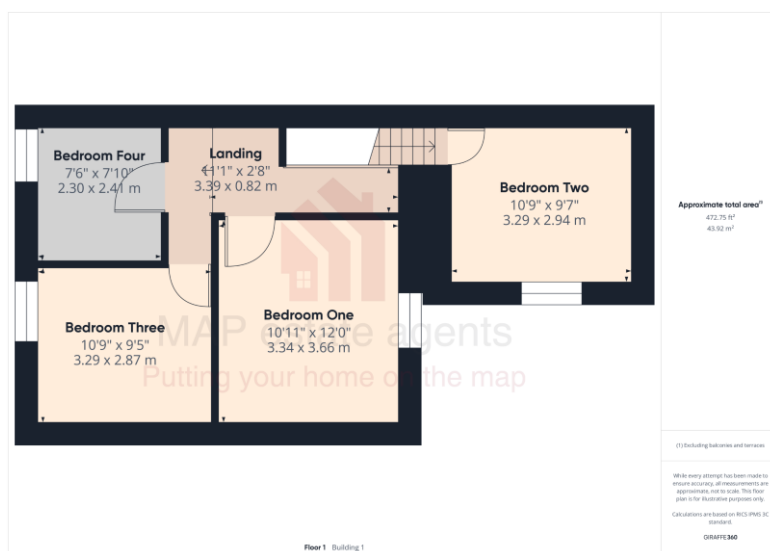 Bedroom Four
7'6" x 7'10"
2.30 x 2.41 m
Landing
11'1" x 2'8"
3.39 x 0.82 m
Bedroom Two
10'9" x 9'7"
3.29 x 2.94 m
Bedroom Three
10'9" x 9'5"
3.29 x 2.87 m
Bedroom One
10'11" x 12'0"
3.34 x 3.66 m
MAP estate agents
Putting your home on the map
Approximate total area(1)
472.75 ft²
43.92 m²
(1) Excluding balconies and terraces
While every attempt has been made to
ensure accuracy, all measurements are
approximate, not to scale. This floor
plan is for illustrative purposes only.
Calculations are based on RICS IPMS 3C
standard.
GIRAFFE360
Floor 1 Building 1